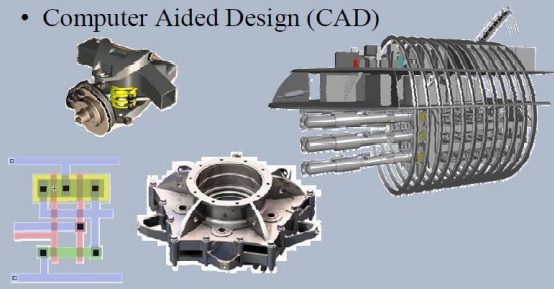 • Computer Aided Design (CAD)